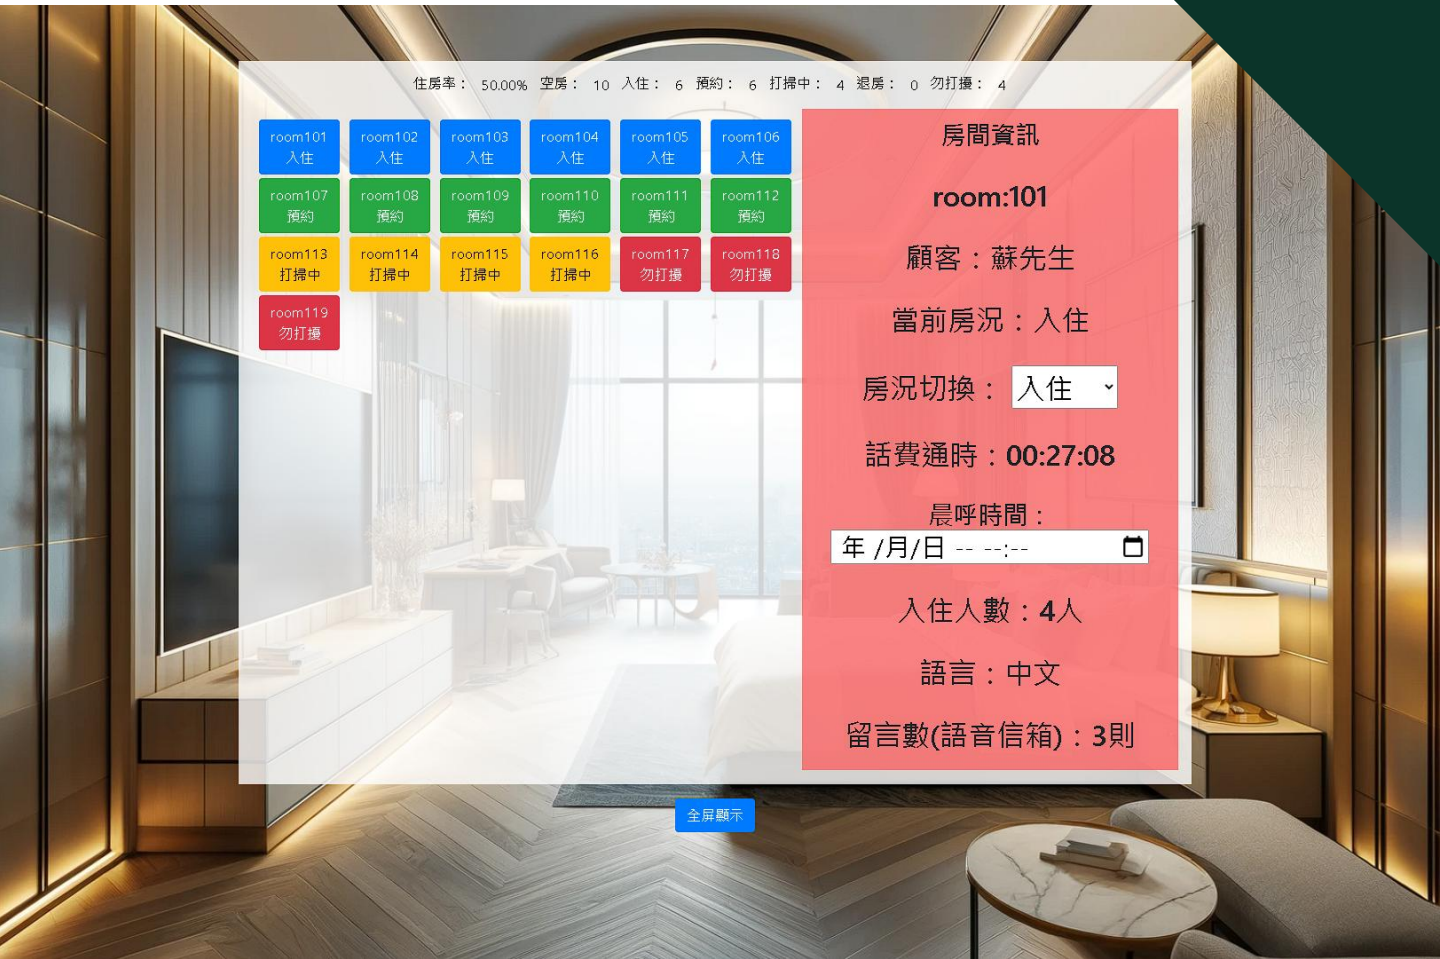 住房率： 50.00% 空房： 10 入住： 6 預約： 6 打掃中： 4 退房： 0 勿打擾： 4
room101 room102 room103 room104 room105 room106
入住 入住 入住 入住 入住 入住
room107 room108 room109 room110 room111 room112
預約 預約 預約 預約 預約 預約
room113 room114 room115 room116 room117 room118
打掃中 打掃中 打掃中 打掃中 勿打擾 勿打擾
room119
勿打擾
房間資訊
room:101
顧客：蘇先生
當前房況：入住
房況切換： 入住
話費通時：00:27:08
晨呼時間：
年 /月/日 -- --:--
入住人數：4人
語言：中文
留言數(語音信箱)：3則
全屏顯示